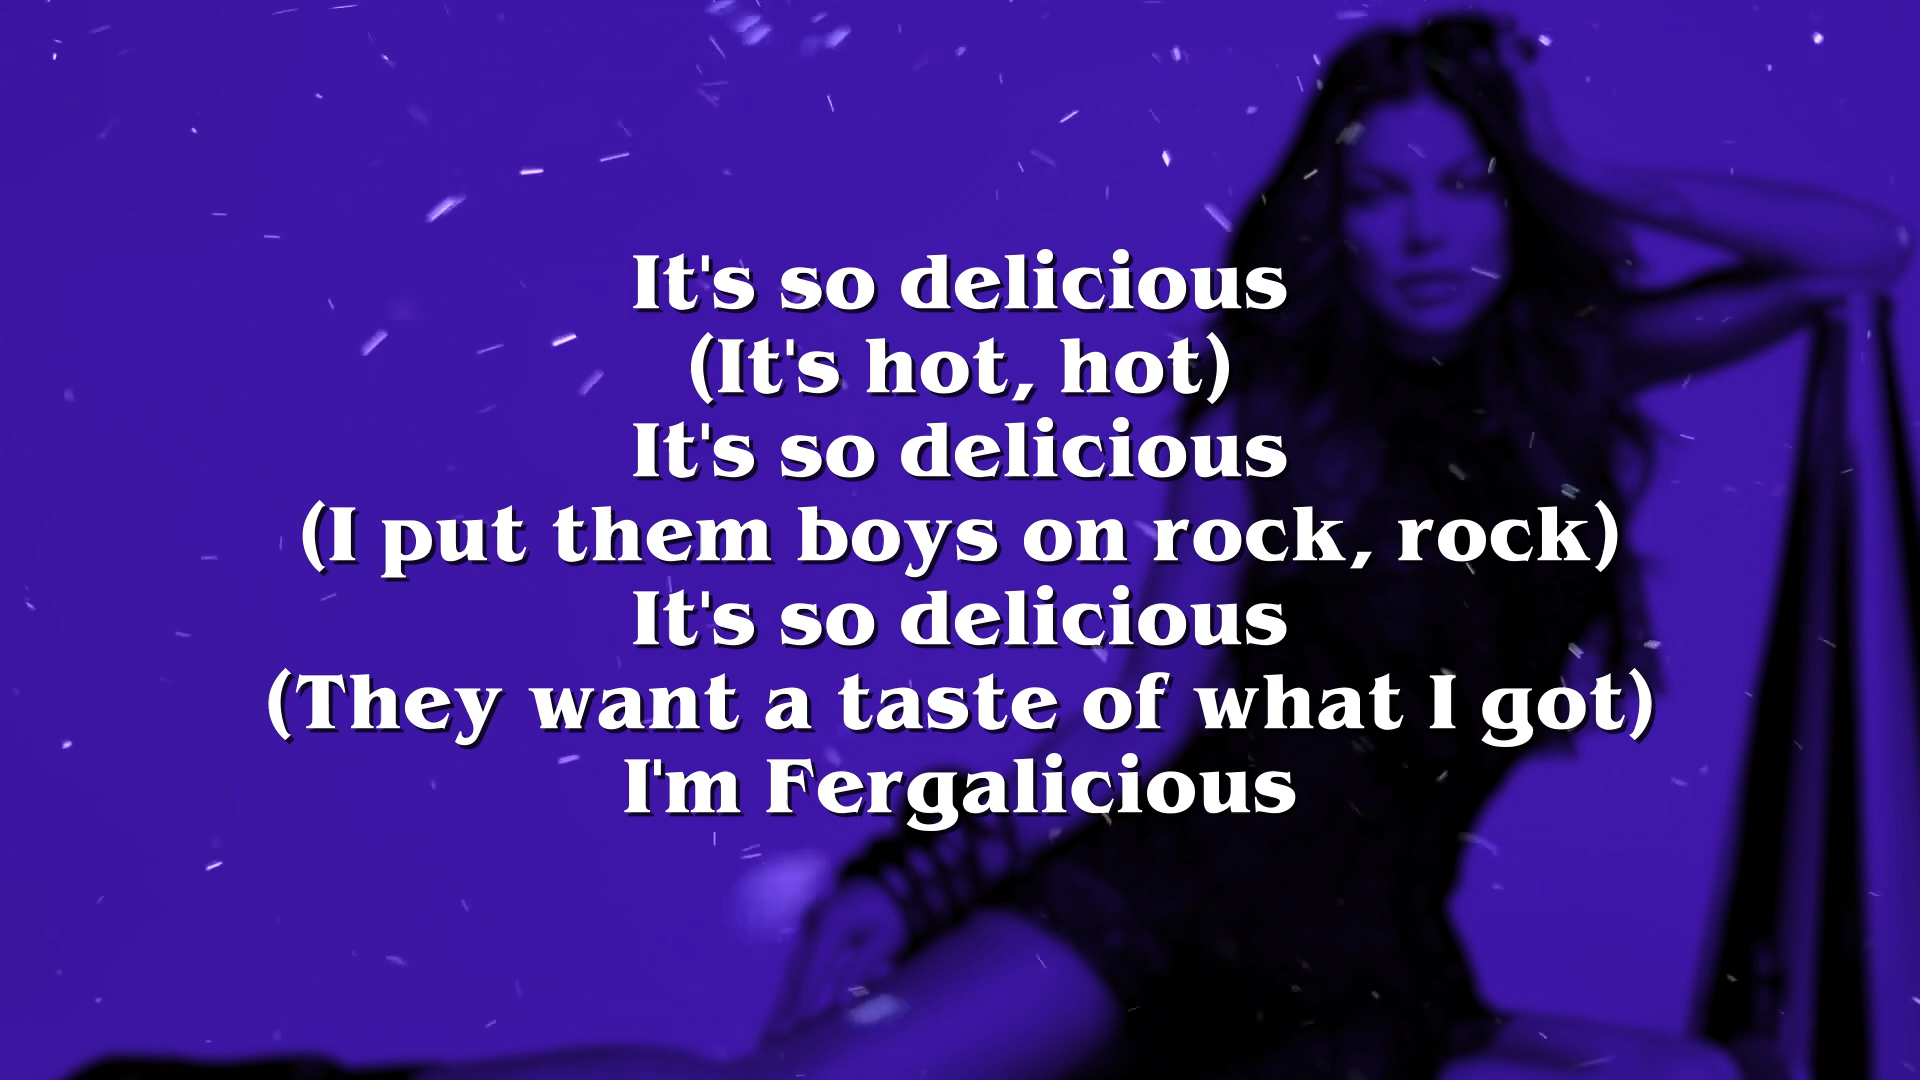 It's so delicious
(It's hot, hot)
It's so delicious
(I put them boys on rock, rock)
It's so delicious
(They want a taste of what I got)
I'm Fergalicious